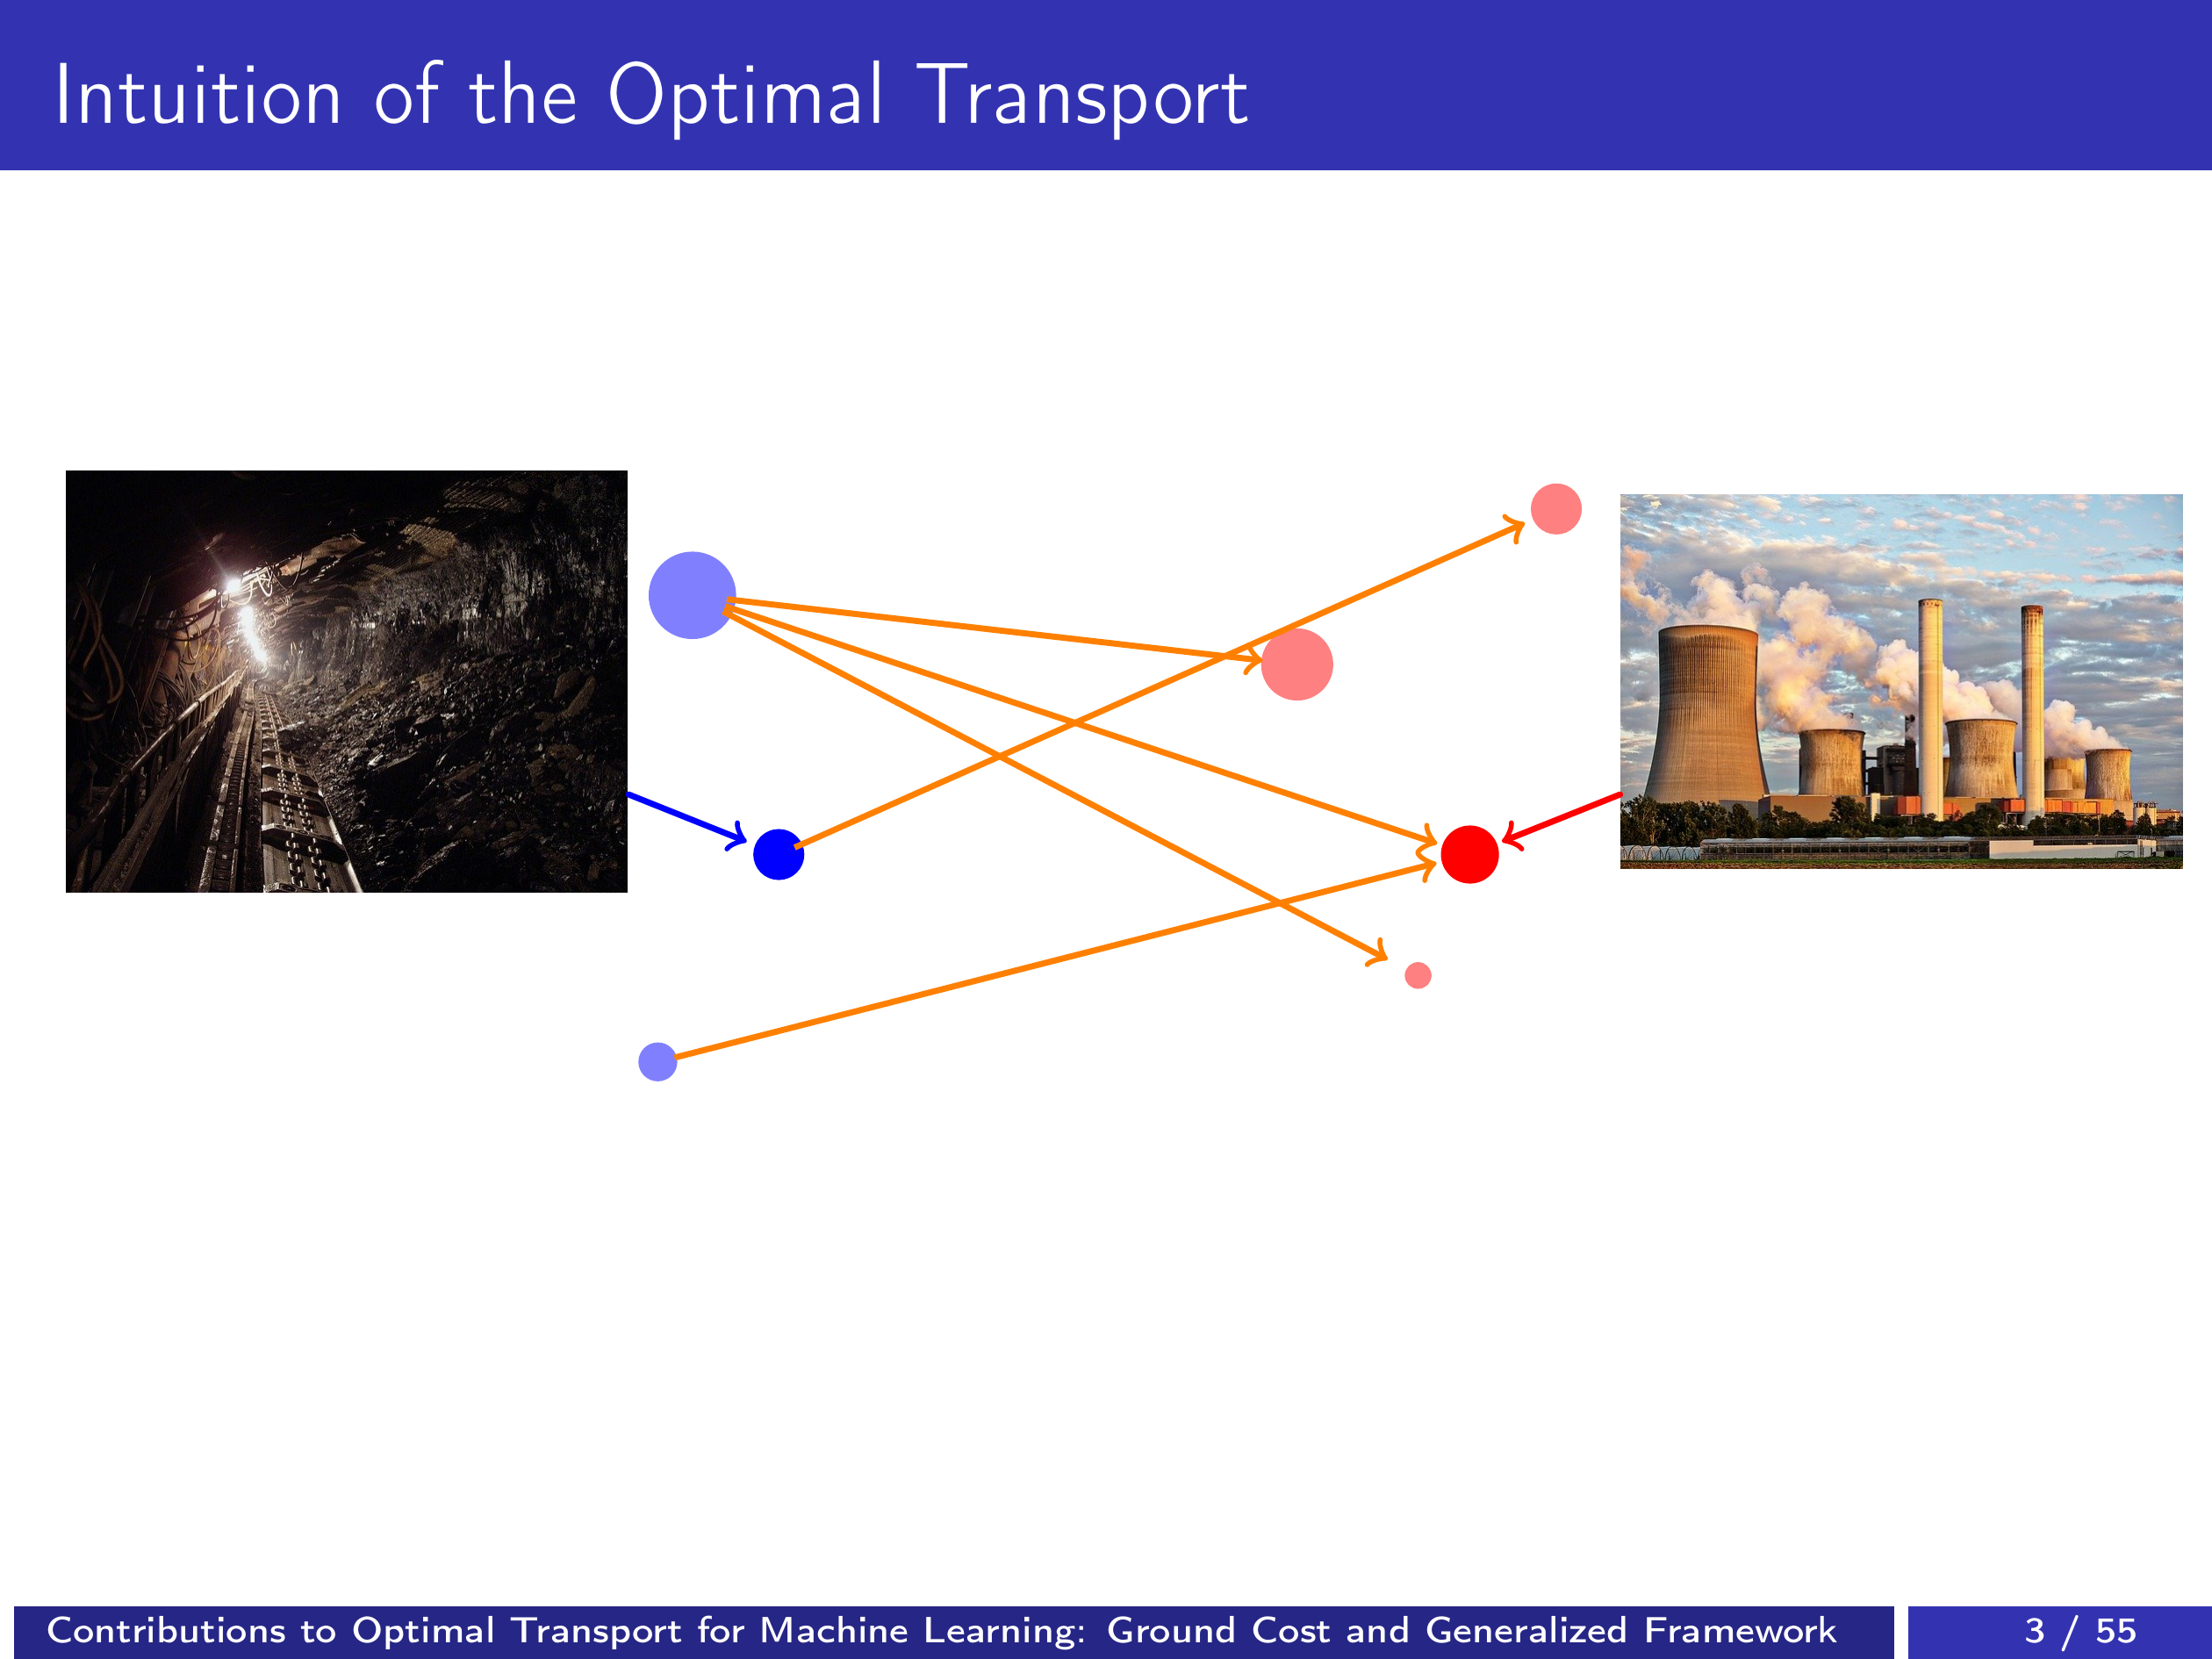 Intuition of the Optimal Transport
Contributions to Optimal Transport for Machine Learning: Ground Cost and Generalized Framework
3 / 55